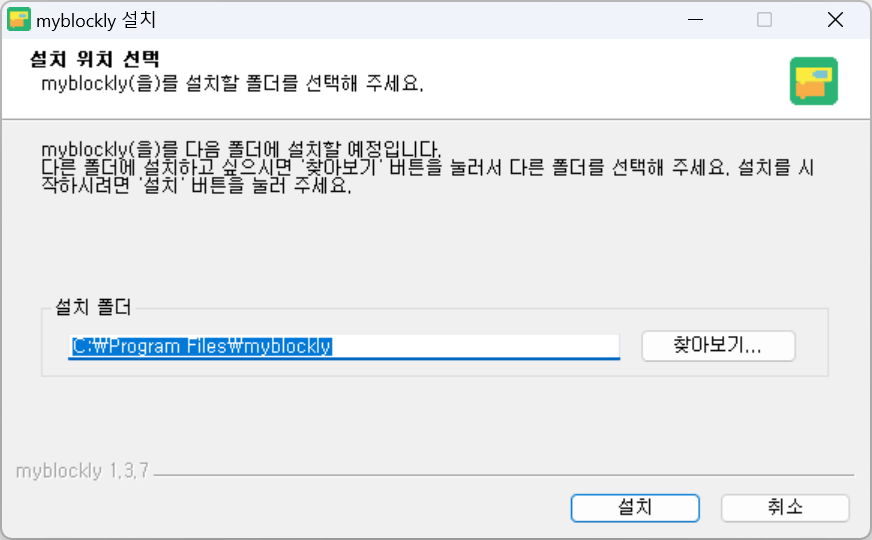 myblockly 설치
설치 위치 선택
myblockly(을)를 설치할 폴더를 선택해 주세요.
myblockly(을)를 다음 폴더에 설치할 예정입니다.
다른 폴더에 설치하고 싶으시면 '찾아보기' 버튼을 눌러서 다른 폴더를 선택해 주세요. 설치를 시
작하시려면 '설치' 버튼을 눌러 주세요.
설치 폴더
C:₩Program Files₩myblockly
찾아보기...
myblockly 1.3.7
설치
취소